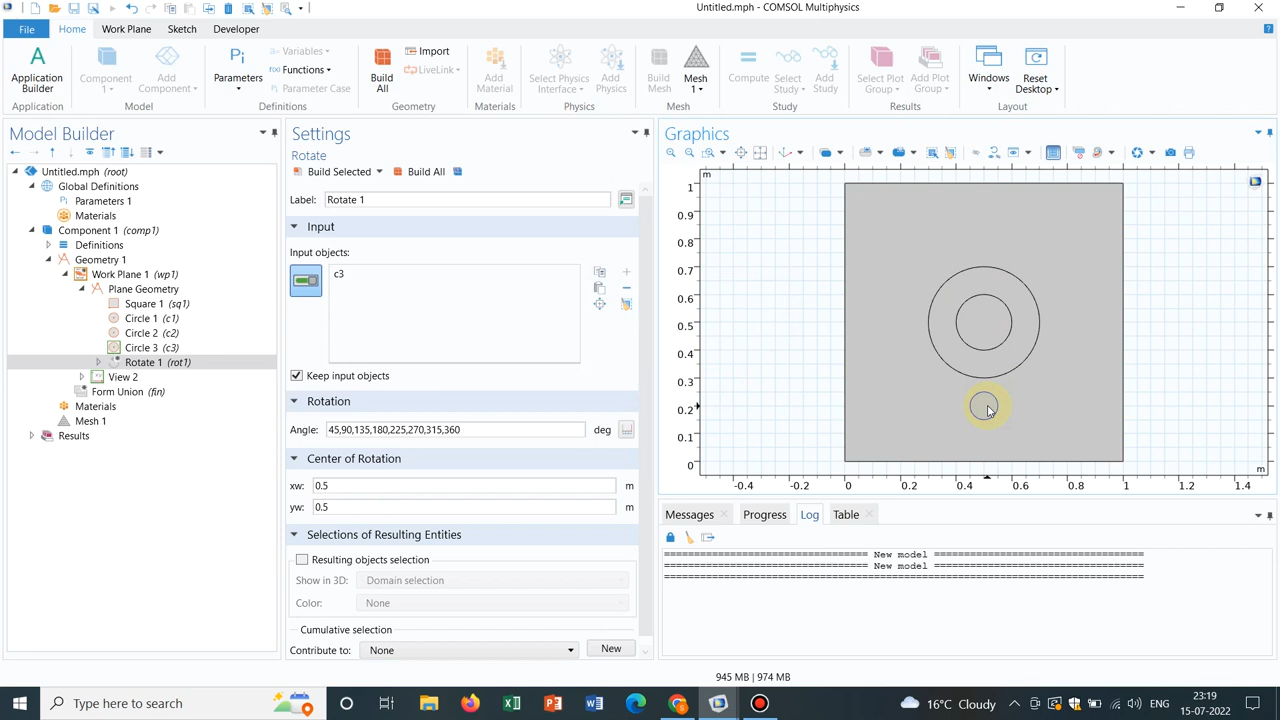 Untitled.mph - COMSOL Multiphysics
File Home Work Plane Sketch Developer
Application Builder
Application
Component 1
Add Component
Model
Parameters
Variables
Functions
Parameter Case
Definitions
Build All
Import
LiveLink
Geometry
Add Material
Materials
Select Physics Interface
Add Physics
Physics
Build Mesh
Mesh 1
Mesh
Compute
Select Study
Add Study
Study
Select Plot Group
Add Plot Group
Results
Windows
Reset Desktop
Layout
Model Builder
Untitled.mph (root)
Global Definitions
Parameters 1
Materials
Component 1 (comp1)
Definitions
Geometry 1
Work Plane 1 (wp1)
Plane Geometry
Square 1 (sq1)
Circle 1 (c1)
Circle 2 (c2)
Circle 3 (c3)
Rotate 1 (rot1)
View 2
Form Union (fin)
Materials
Mesh 1
Results
Settings
Rotate
Build Selected Build All
Label: Rotate 1
Input
Input objects:
c3
Keep input objects
Rotation
Angle: 45,90,135,180,225,270,315,360 deg
Center of Rotation
xw: 0.5 m
yw: 0.5 m
Selections of Resulting Entities
Resulting objects selection
Show in 3D: Domain selection
Color: None
Cumulative selection
Contribute to: None New
Graphics
m
1
0.9
0.8
0.7
0.6
0.5
0.4
0.3
0.2
0.1
0
m
-0.4 -0.2 0 0.2 0.4 0.6 0.8 1 1.2 1.4
Messages Progress Log Table
================================== New model ===================================
================================== New model ===================================
================================================================================
945 MB | 974 MB
Type here to search
16°C Cloudy
ENG
23:19
15-07-2022